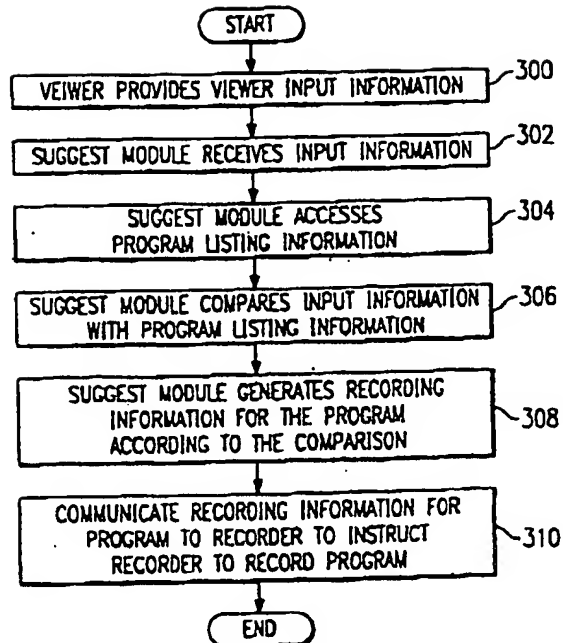 START
VEIWER PROVIDES VIEWER INPUT INFORMATION
300
SUGGEST MODULE RECEIVES INPUT INFORMATION
302
SUGGEST MODULE ACCESSES
PROGRAM LISTING INFORMATION
304
SUGGEST MODULE COMPARES INPUT INFORMATION
WITH PROGRAM LISTING INFORMATION
306
SUGGEST MODULE GENERATES RECORDING
INFORMATION FOR THE PROGRAM
ACCORDING TO THE COMPARISON
308
COMMUNICATE RECORDING INFORMATION FOR
PROGRAM TO RECORDER TO INSTRUCT
RECORDER TO RECORD PROGRAM
310
END